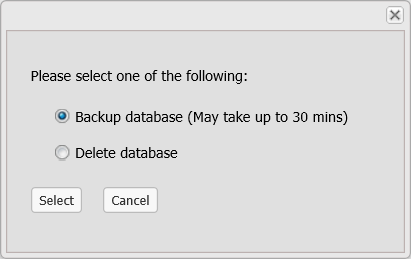 Please select one of the following:
Backup database (May take up to 30 mins)
Delete database
Select Cancel